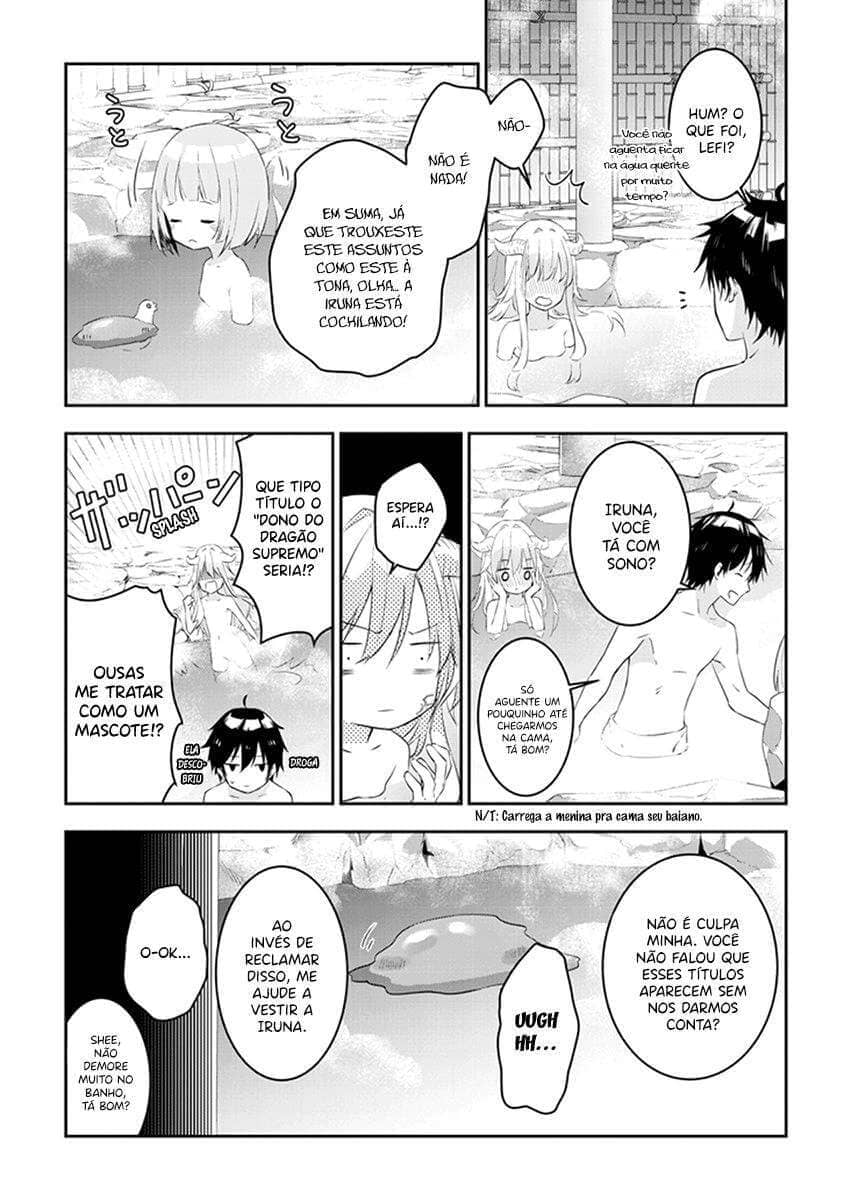 HUM? O
QUE FOI,
LEFI?
Você não
aguenta ficar
na água quente
por muito
tempo?
NÃO-
NÃO É
NADA!
EM SUMA, JÁ
QUE TROUXESTE
ESTE ASSUNTOS
COMO ESTE À
TONA, OLHA.. A
IRUNA ESTÁ
COCHILANDO!
うとうと
IRUNA,
VOCÊ
TÁ COM
SONO?
SÓ
AGUENTE UM
POUQUINHO ATÉ
CHEGARMOS
NA CAMA,
TÁ BOM?
N/T: Carrega a menina pra cama seu baiano.
ESPERA
AÍ...!?
QUE TIPO
TÍTULO O
"DONO DO
DRAGÃO
SUPREMO"
SERIA!?
ザッパーン
SPLASH
OUSAS
ME TRATAR
COMO UM
MASCOTE!?
DROGA
ELA
DESCO-
BRIU
NÃO É CULPA
MINHA. VOCÊ
NÃO FALOU QUE
ESSES TÍTULOS
APARECEM SEM
NOS DARMOS
CONTA?
UUGH
HH...
AO
INVÉS DE
RECLAMAR
DISSO, ME
AJUDE A
VESTIR A
IRUNA.
O-OK...
SHEE,
NÃO
DEMORE
MUITO NO
BANHO,
TÁ BOM?